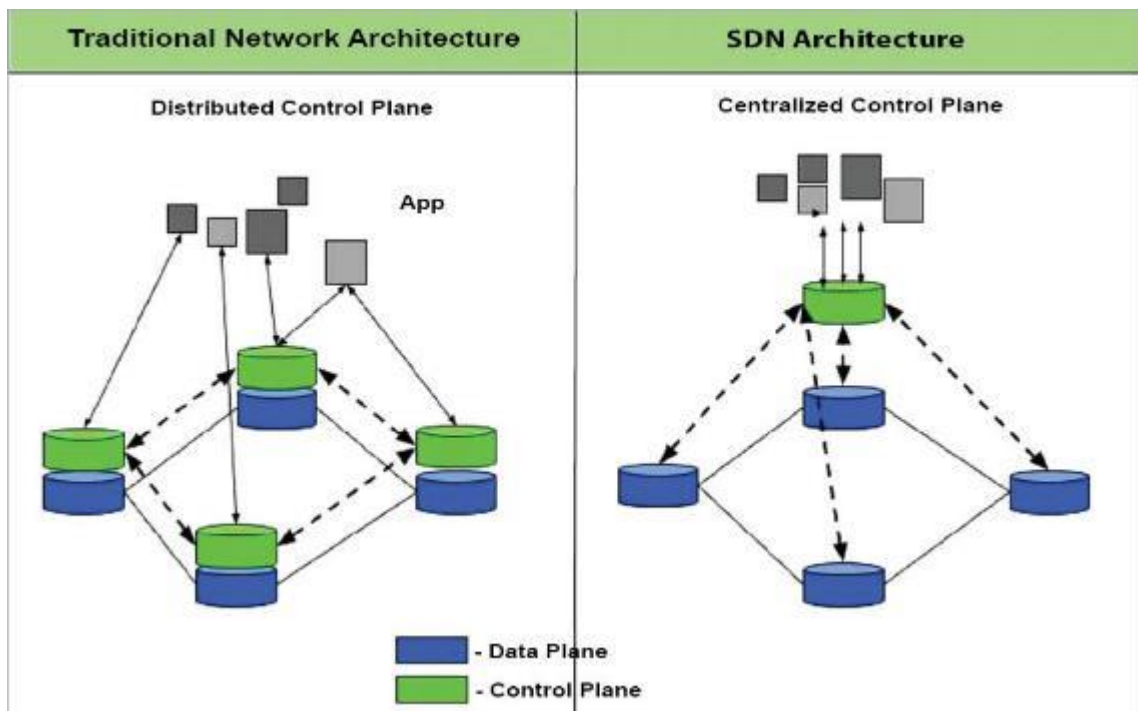 Traditional Network Architecture
SDN Architecture
Distributed Control Plane
Centralized Control Plane
App
- Data Plane
- Control Plane